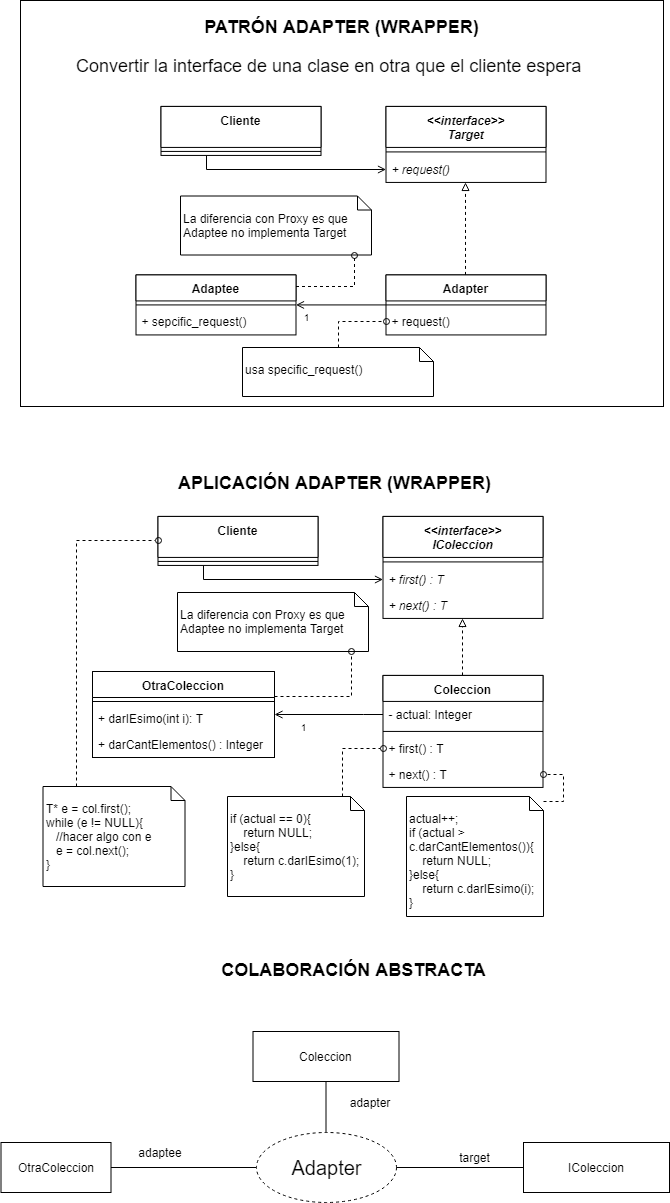 PATRÓN ADAPTER (WRAPPER)
Convertir la interface de una clase en otra que el cliente espera
Cliente
<<interface>>
Target
+ request()
La diferencia con Proxy es que
Adaptee no implementa Target
Adaptee
+ sepcific_request()
1
Adapter
+ request()
usa specific_request()
APLICACIÓN ADAPTER (WRAPPER)
Cliente
<<interface>>
IColeccion
+ first() : T
+ next() : T
La diferencia con Proxy es que
Adaptee no implementa Target
OtraColeccion
+ darIEsimo(int i): T
+ darCantElementos() : Integer
1
Coleccion
- actual: Integer
+ first() : T
+ next() : T
T* e = col.first();
while (e != NULL){
//hacer algo con e
e = col.next();
}
if (actual == 0){
return NULL;
}else{
return c.darIEsimo(1);
}
actual++;
if (actual >
c.darCantElementos()){
return NULL;
}else{
return c.darIEsimo(i);
}
COLABORACIÓN ABSTRACTA
Coleccion
adapter
OtraColeccion
adaptee
Adapter
target
IColeccion